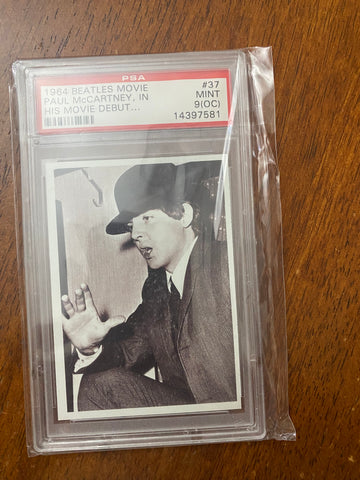 PSA
1964 BEATLES MOVIE #37
PAUL McCARTNEY, IN MINT
HIS MOVIE DEBUT... 9(OC)
14397581